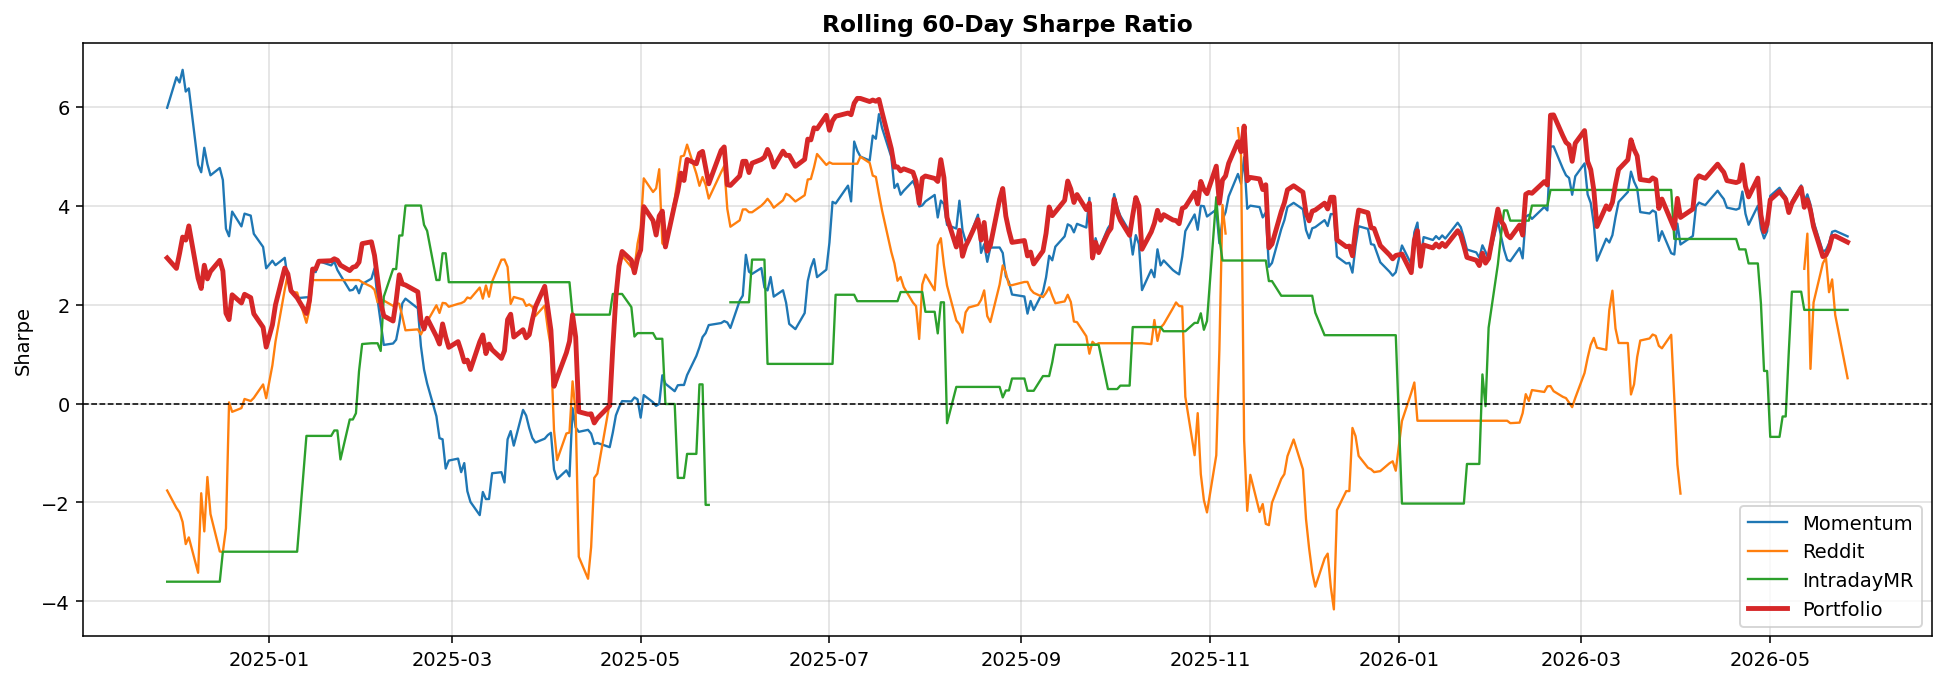 Rolling 60-Day Sharpe Ratio
Sharpe
6
4
2
0
−2
−4
2025-01
2025-03
2025-05
2025-07
2025-09
2025-11
2026-01
2026-03
2026-05
Momentum
Reddit
IntradayMR
Portfolio